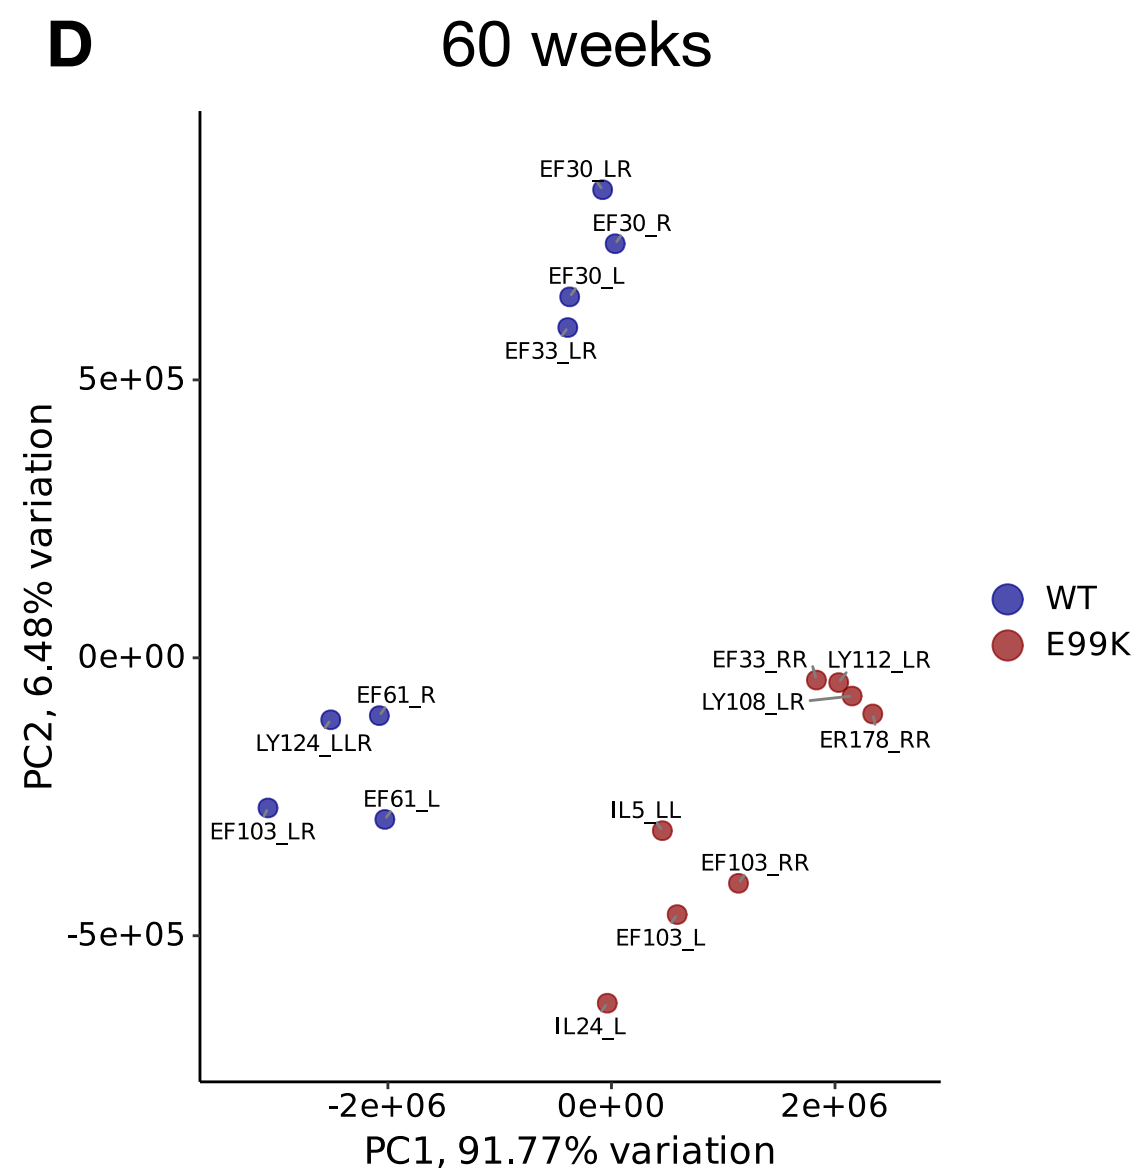 D
60 weeks
EF30_LR
EF30_R
EF30_L
EF33_LR
5e+05
0e+00
-5e+05
PC2, 6.48% variation
EF33_RR
LY112_LR
LY108_LR
ER178_RR
EF61_R
LY124_LLR
EF61_L
EF103_LR
IL5_LL
EF103_RR
EF103_L
IL24_L
WT
E99K
-2e+06
0e+00
2e+06
PC1, 91.77% variation